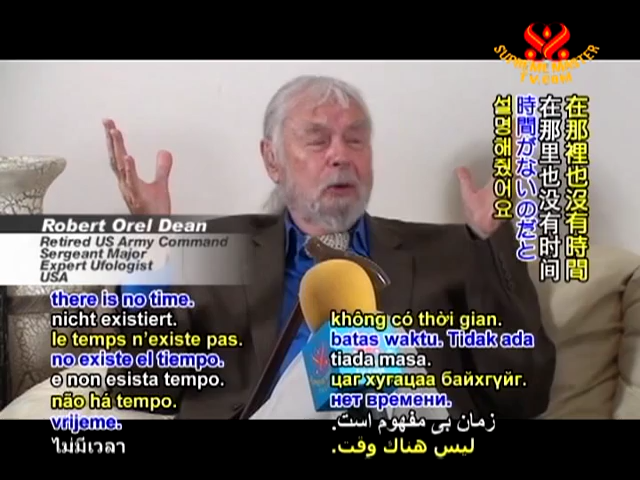 SUPREME MASTER
TV.COM
在那裡也沒有時間
在那里也没有时间
時間がないのだと
설명해줬어요
Robert Orel Dean
Retired US Army Command
Sergeant Major
Expert Ufologist
USA
there is no time.
nicht existiert.
le temps n'existe pas.
no existe el tiempo.
e non esista tempo.
não há tempo.
vrijeme.
ไม่มีเวลา
không có thời gian.
batas waktu. Tidak ada
tiada masa.
цаг хугацаа байхгүйг.
нет времени.
زمان بی مفهوم است.
ليس هناك وقت.